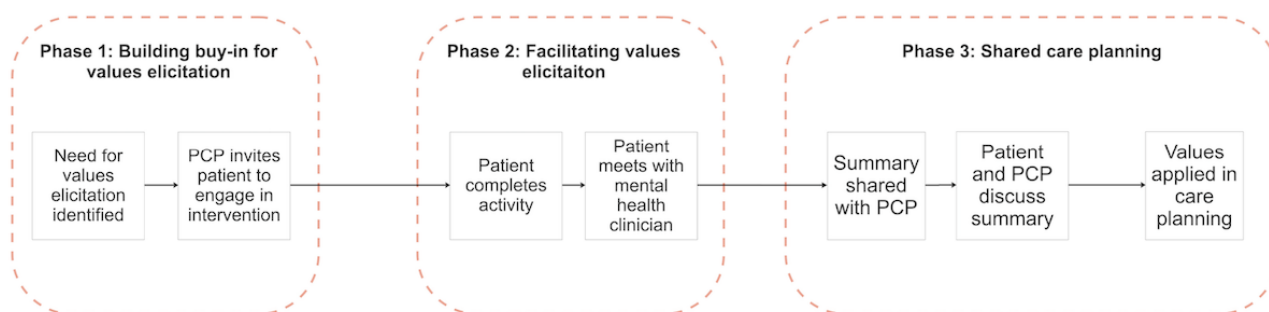 Phase 1: Building buy-in for
values elicitation
Need for
values
elicitation
identified
PCP invites
patient to
engage in
intervention
Phase 2: Facilitating values
elicitaiton
Patient
completes
activity
Patient
meets with
mental
health
clinician
Phase 3: Shared care planning
Summary
shared
with PCP
Patient
and PCP
discuss
summary
Values
applied in
care
planning